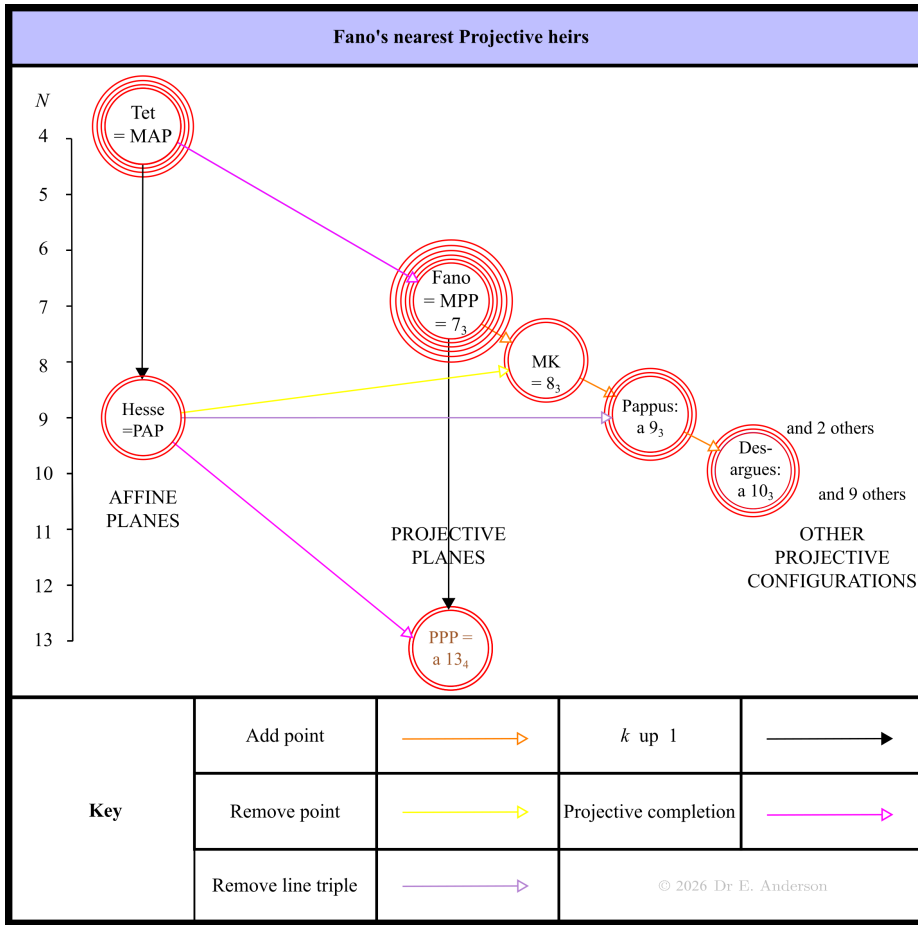 Fano's nearest Projective heirs
N
4
5
6
7
8
9
10
11
12
13
Tet
= MAP
Fano
= MPP
= 7₃
MK
= 8₃
Hesse
=PAP
Pappus:
a 9₃
and 2 others
Des-
argues:
a 10₃
and 9 others
AFFINE
PLANES
PROJECTIVE
PLANES
OTHER
PROJECTIVE
CONFIGURATIONS
PPP =
a 13₄
Key
Add point
k up 1
Remove point
Projective completion
Remove line triple
© 2026 Dr E. Anderson